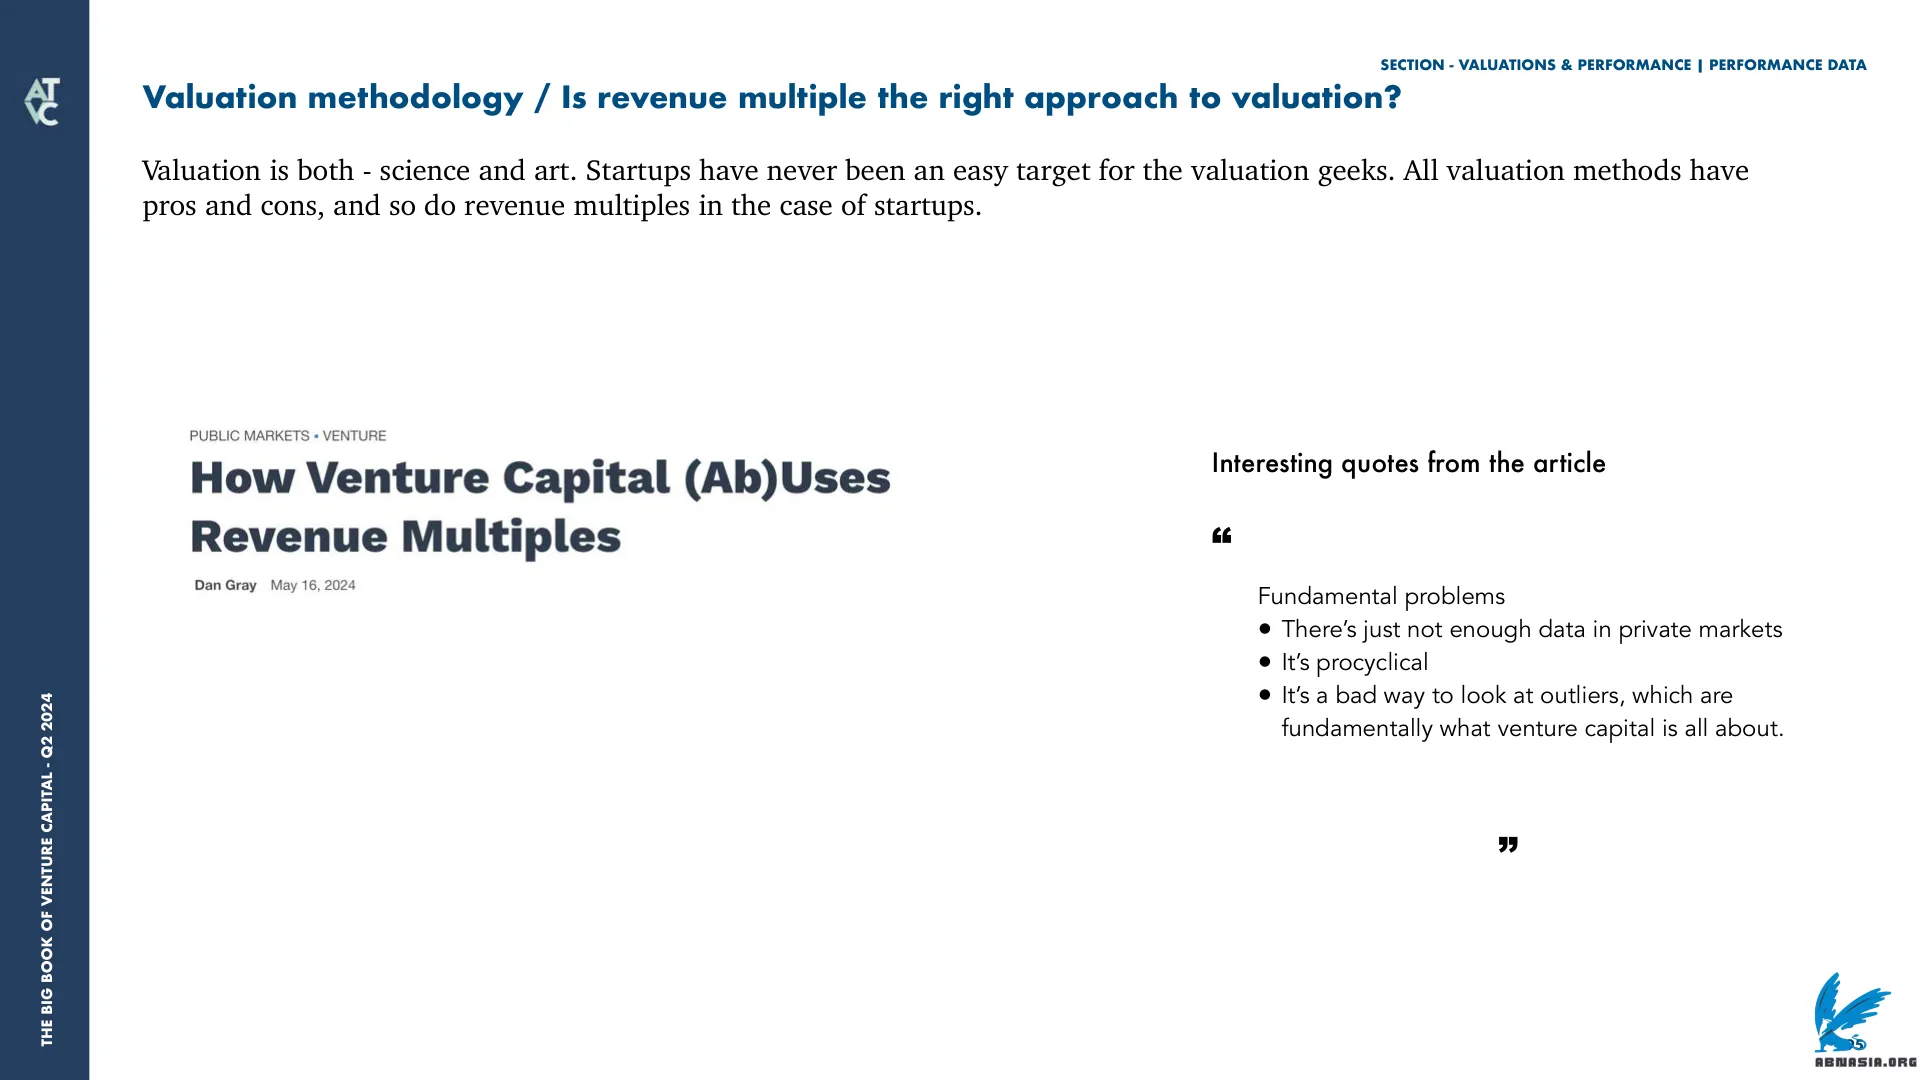 SECTION - VALUATIONS & PERFORMANCE | PERFORMANCE DATA
Valuation methodology / Is revenue multiple the right approach to valuation?
Valuation is both - science and art. Startups have never been an easy target for the valuation geeks. All valuation methods have
pros and cons, and so do revenue multiples in the case of startups.
PUBLIC MARKETS • VENTURE
How Venture Capital (Ab)Uses
Revenue Multiples
Dan Gray May 16, 2024
Interesting quotes from the article
“
Fundamental problems
• There’s just not enough data in private markets
• It’s procyclical
• It’s a bad way to look at outliers, which are
fundamentally what venture capital is all about.
”
AT
VC
THE BIG BOOK OF VENTURE CAPITAL - Q2 2024
ABNASIA.ORG